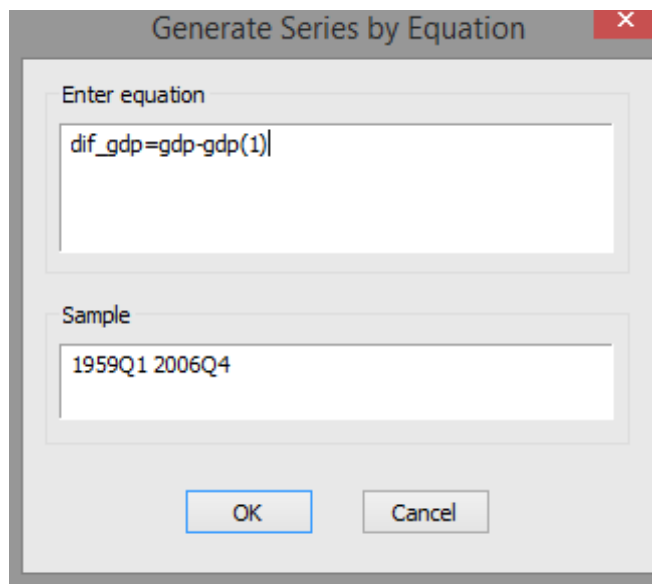 Generate Series by Equation
Enter equation
dif_gdp=gdp-gdp(1)
Sample
1959Q1 2006Q4
OK
Cancel